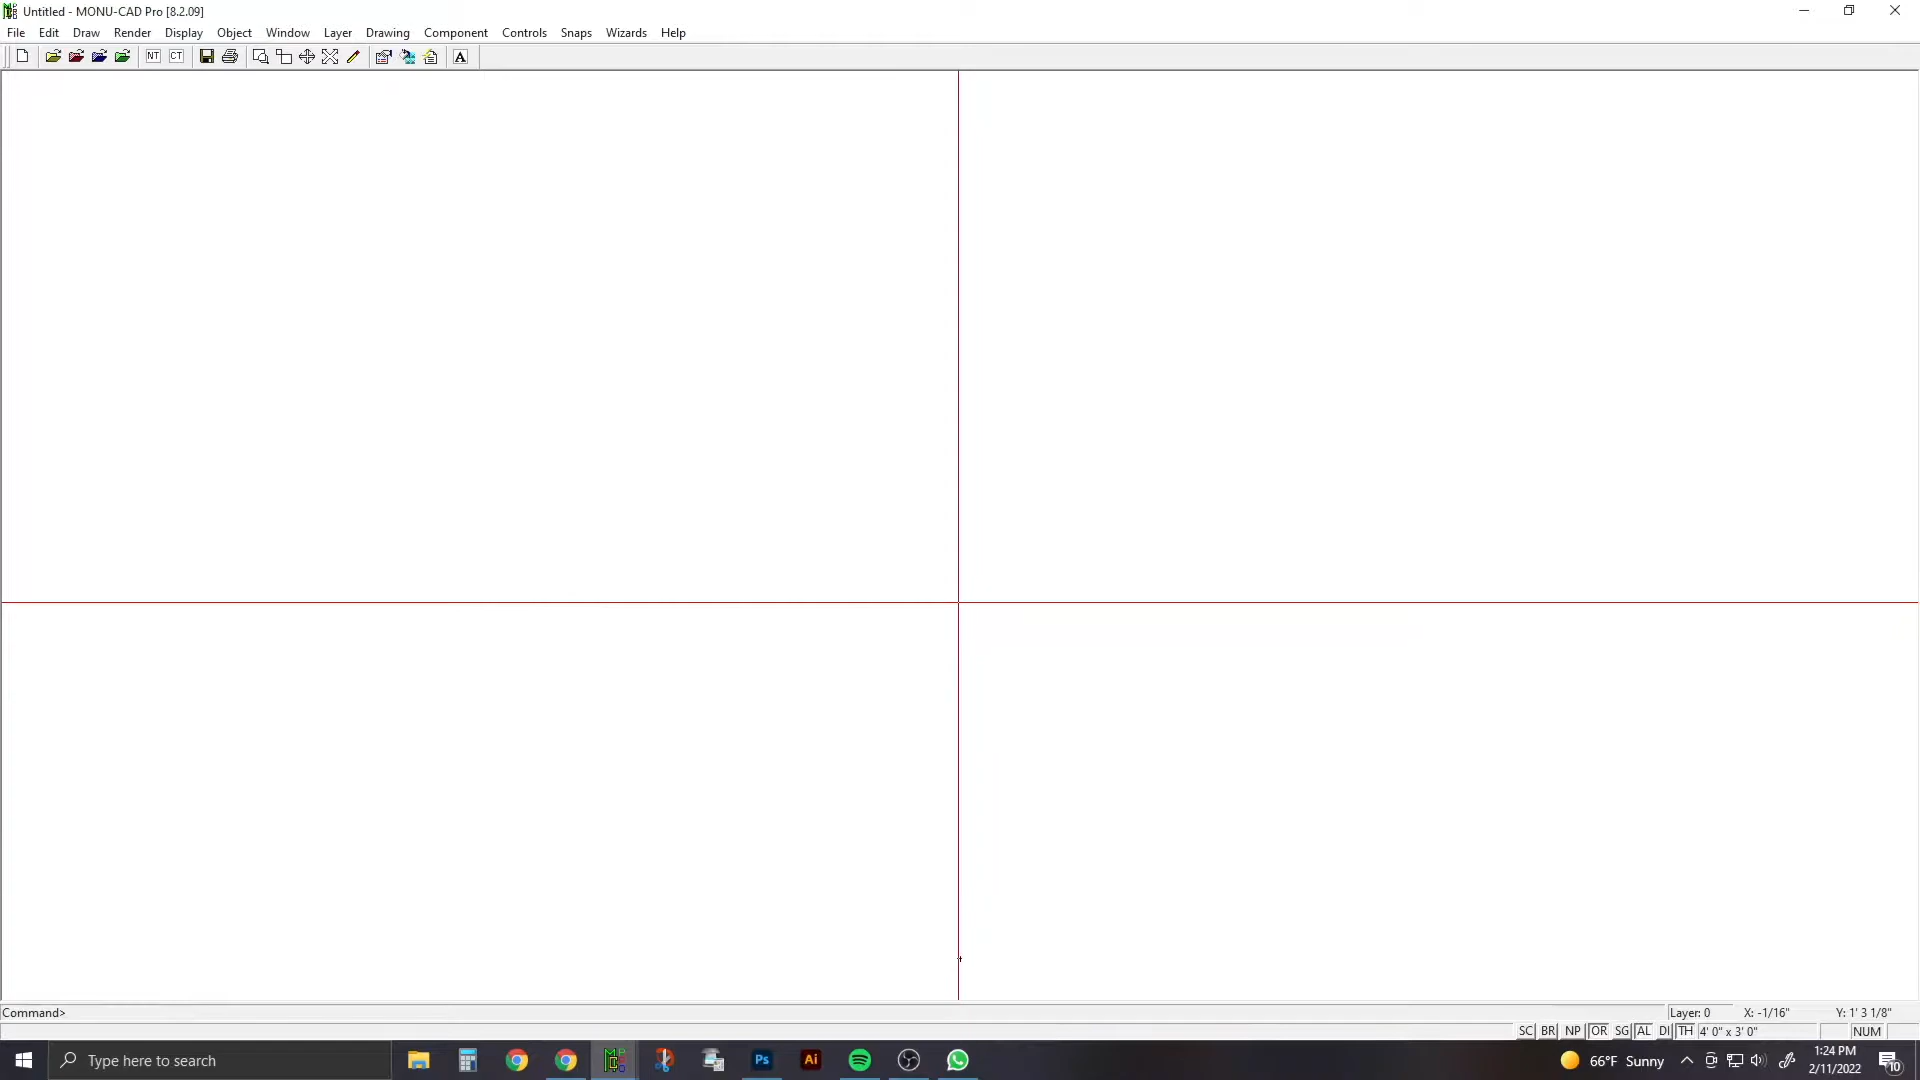 Untitled - MONU-CAD Pro [8.2.09]
File Edit Draw Render Display Object Window Layer Drawing Component Controls Snaps Wizards Help
NT CT A
Command>
Layer: 0 X: -1/16" Y: 1' 3 1/8"
SC BR NP OR SG AL DI TH 4' 0" x 3' 0" NUM
Type here to search
Ps Ai
66°F Sunny
1:24 PM
2/11/2022
10